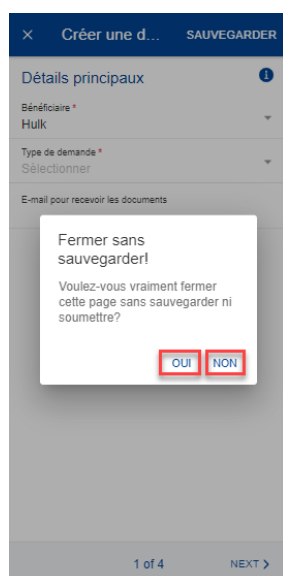 × Créer une d... SAUVEGARDER
Détails principaux
Bénéficiaire *
Hulk
Type de demande *
Sélectionner
E-mail pour recevoir les documents
Fermer sans
sauvegarder!
Voulez-vous vraiment fermer
cette page sans sauvegarder ni
soumettre?
OUI NON
1 of 4 NEXT >